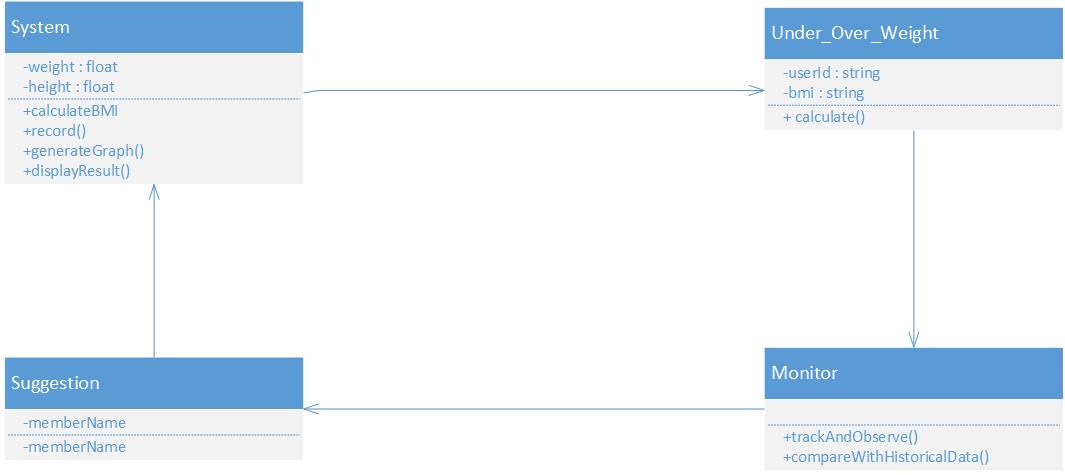 System
-weight : float
-height : float
+calculateBMI
+record()
+generateGraph()
+displayResult()
Under_Over_Weight
-userId : string
-bmi : string
+ calculate()
Suggestion
-memberName
-memberName
Monitor
+trackAndObserve()
+compareWithHistoricalData()